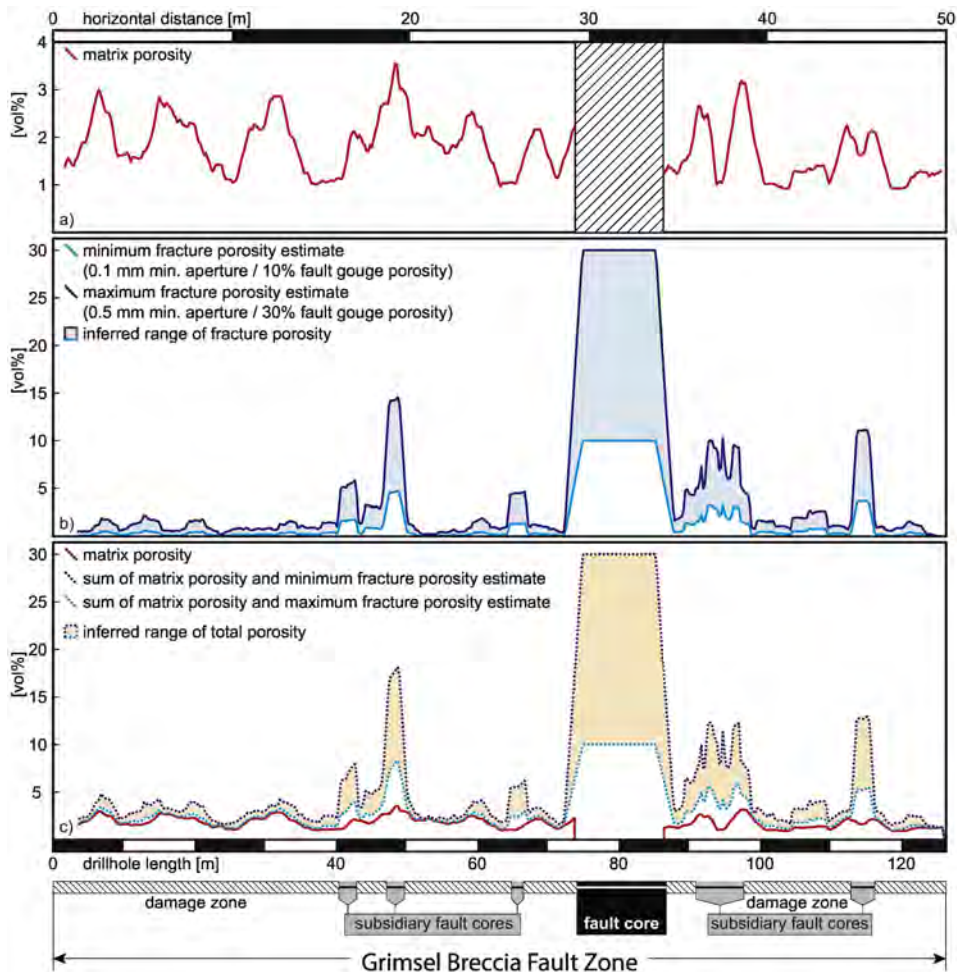 0 horizontal distance [m] 20 30 40 50
4
3
2
1
[vol%]
matrix porosity
a)
30
25
20
15
10
5
[vol%]
minimum fracture porosity estimate
(0.1 mm min. aperture / 10% fault gouge porosity)
maximum fracture porosity estimate
(0.5 mm min. aperture / 30% fault gouge porosity)
inferred range of fracture porosity
b)
30
25
20
15
10
5
[vol%]
matrix porosity
sum of matrix porosity and minimum fracture porosity estimate
sum of matrix porosity and maximum fracture porosity estimate
inferred range of total porosity
c)
0 drillhole length [m] 40 60 80 100 120
damage zone
subsidiary fault cores
fault core
damage zone
subsidiary fault cores
Grimsel Breccia Fault Zone